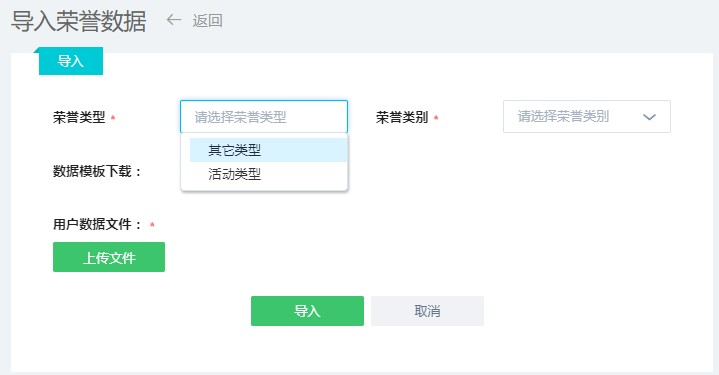 导入荣誉数据 返回
导入
荣誉类型 * 请选择荣誉类型 荣誉类别 * 请选择荣誉类别
其它类型
数据模板下载：
活动类型
用户数据文件： *
上传文件
导入 取消